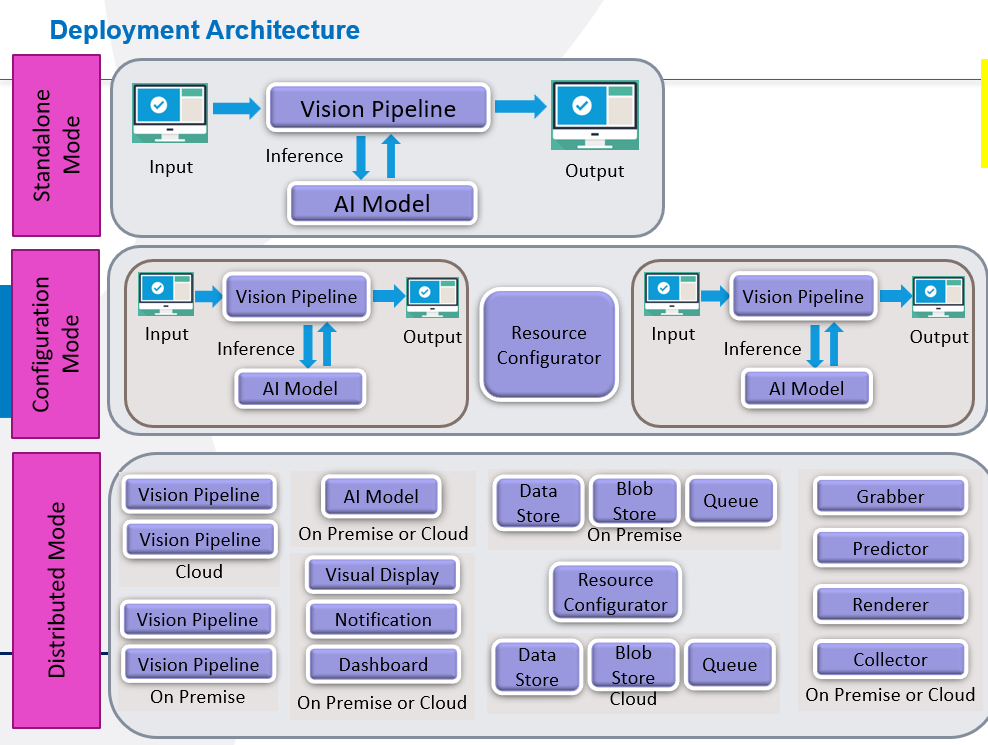 Deployment Architecture
Standalone
Mode
Input
Vision Pipeline
Inference
AI Model
Output
Configuration
Mode
Input
Vision Pipeline
Inference
AI Model
Output
Resource
Configurator
Input
Vision Pipeline
Inference
AI Model
Output
Distributed Mode
Vision Pipeline
Vision Pipeline
Cloud
Vision Pipeline
Vision Pipeline
On Premise
AI Model
On Premise or Cloud
Visual Display
Notification
Dashboard
On Premise or Cloud
Data
Store
Blob
Store
Queue
On Premise
Resource
Configurator
Data
Store
Blob
Store
Queue
Cloud
Grabber
Predictor
Renderer
Collector
On Premise or Cloud